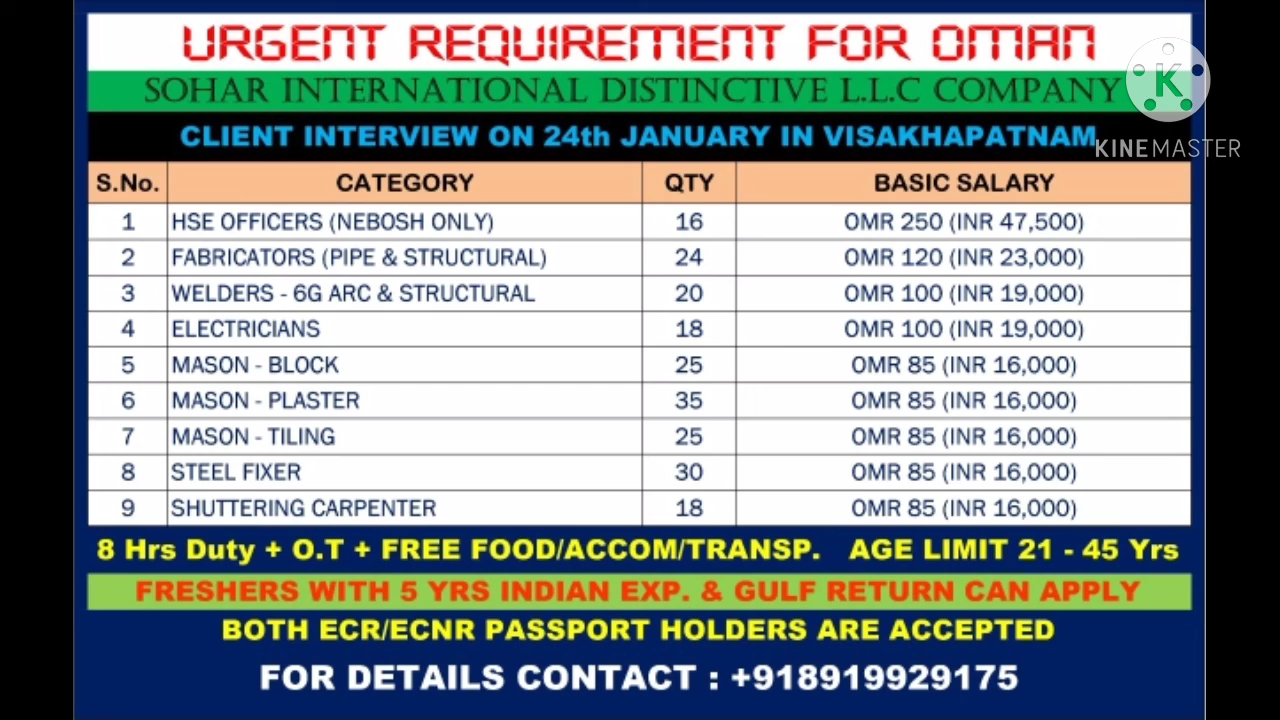 URGENT REQUIREMENT FOR OMAN
SOHAR INTERNATIONAL DISTINCTIVE L.L.C COMPANY
K
CLIENT INTERVIEW ON 24th JANUARY IN VISAKHAPATNAM
KINEMASTER
S.No. CATEGORY QTY BASIC SALARY
1 HSE OFFICERS (NEBOSH ONLY) 16 OMR 250 (INR 47,500)
2 FABRICATORS (PIPE & STRUCTURAL) 24 OMR 120 (INR 23,000)
3 WELDERS - 6G ARC & STRUCTURAL 20 OMR 100 (INR 19,000)
4 ELECTRICIANS 18 OMR 100 (INR 19,000)
5 MASON - BLOCK 25 OMR 85 (INR 16,000)
6 MASON - PLASTER 35 OMR 85 (INR 16,000)
7 MASON - TILING 25 OMR 85 (INR 16,000)
8 STEEL FIXER 30 OMR 85 (INR 16,000)
9 SHUTTERING CARPENTER 18 OMR 85 (INR 16,000)
8 Hrs Duty + O.T + FREE FOOD/ACCOM/TRANSP. AGE LIMIT 21 - 45 Yrs
FRESHERS WITH 5 YRS INDIAN EXP. & GULF RETURN CAN APPLY
BOTH ECR/ECNR PASSPORT HOLDERS ARE ACCEPTED
FOR DETAILS CONTACT : +918919929175